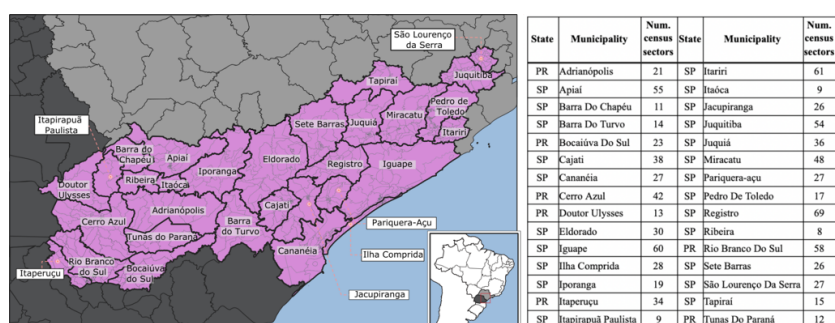 São Lourenço
da Serra
Juquitiba
Tapiraí
Pedro de
Toledo
Miracatu
Juquiá
Sete Barras
Itariri
Itapirapuã
Paulista
Barra do
Chapéu
Apiaí
Eldorado
Registro
Iguape
Iporanga
Ribeira
Itaóca
Doutor
Ulysses
Adrianópolis
Cajati
Cerro Azul
Barra
do Turvo
Pariquera-Açu
Tunas do Paraná
Cananéia
Ilha Comprida
Rio Branco
do Sul
Bocaiúva
do Sul
Itaperuçu
Jacupiranga
State Municipality Num. census sectors State Municipality Num. census sectors
PR Adrianópolis 21 SP Itariri 61
SP Apiaí 55 SP Itaóca 9
SP Barra Do Chapéu 11 SP Jacupiranga 26
SP Barra Do Turvo 14 SP Juquitiba 54
PR Bocaiúva Do Sul 23 SP Juquiá 36
SP Cajati 38 SP Miracatu 48
SP Cananéia 27 SP Pariquera-açu 27
PR Cerro Azul 42 SP Pedro De Toledo 17
PR Doutor Ulysses 13 SP Registro 69
SP Eldorado 30 SP Ribeira 8
SP Iguape 60 PR Rio Branco Do Sul 58
SP Ilha Comprida 28 SP Sete Barras 26
SP Iporanga 19 SP São Lourenço Da Serra 27
PR Itaperuçu 34 SP Tapiraí 15
SP Itapirapuã Paulista 9 PR Tunas Do Paraná 12